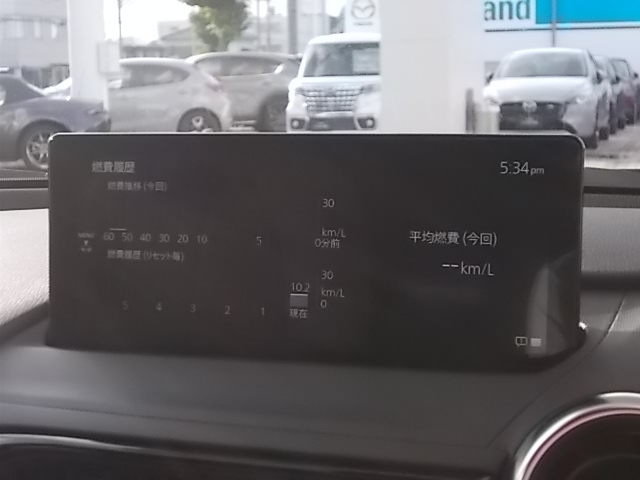 and
燃費履歴
5:34pm
燃費推移 (今回)
30
km/L
MENU
60 50 40 30 20 10 5 0分前
平均燃費 (今回)
--km/L
燃費履歴 (リセット毎)
30
km/L
10.2
0
5 4 3 2 1 現在